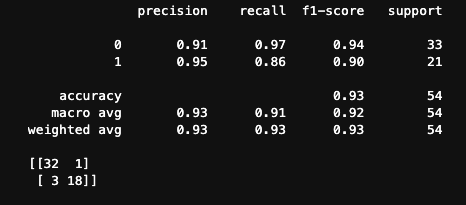 precision recall f1-score support
0 0.91 0.97 0.94 33
1 0.95 0.86 0.90 21
accuracy 0.93 54
macro avg 0.93 0.91 0.92 54
weighted avg 0.93 0.93 0.93 54
[[32 1]
[ 3 18]]